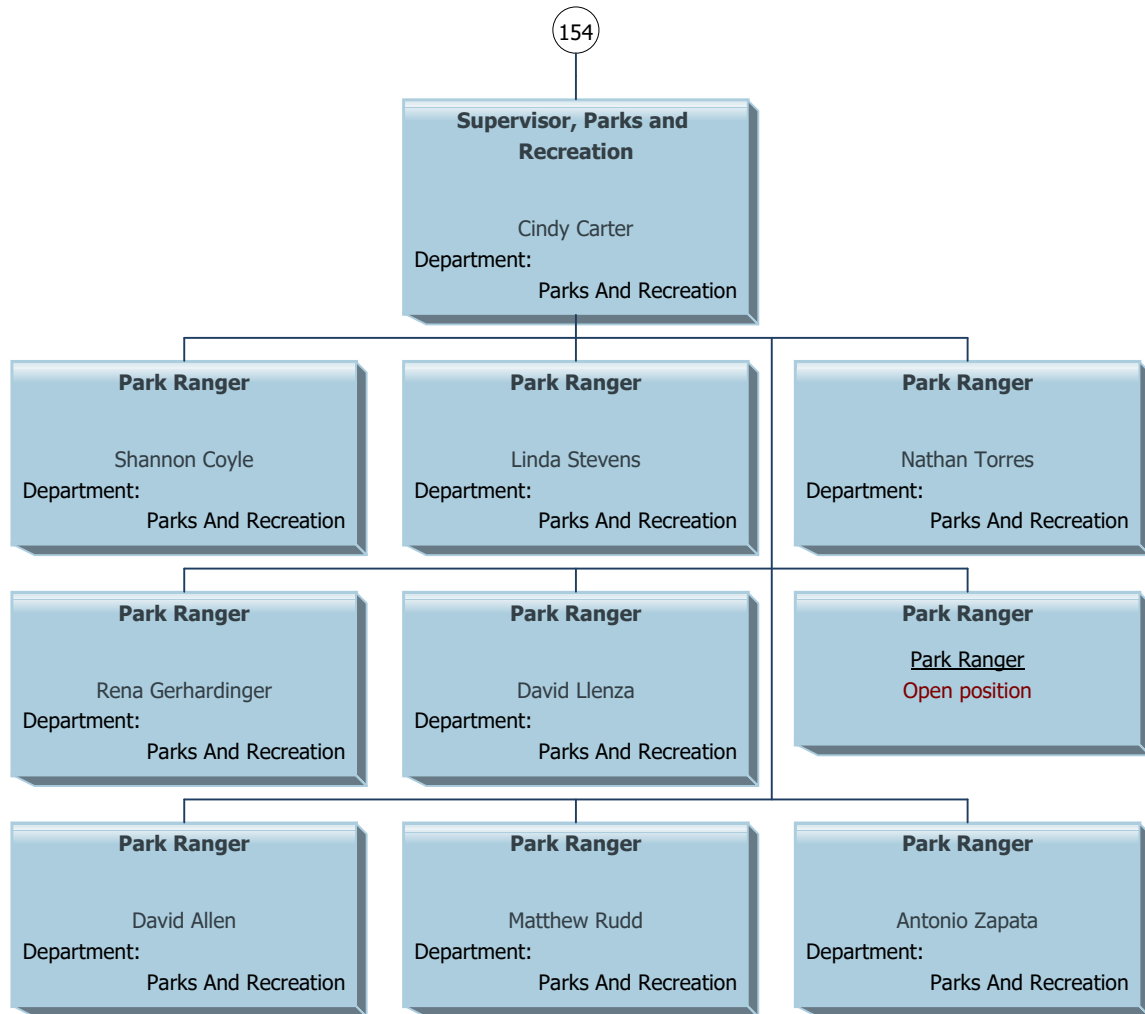 154
Supervisor, Parks and
Recreation
Cindy Carter
Department:
Parks And Recreation
Park Ranger
Shannon Coyle
Department:
Parks And Recreation
Park Ranger
Linda Stevens
Department:
Parks And Recreation
Park Ranger
Nathan Torres
Department:
Parks And Recreation
Park Ranger
Rena Gerhardinger
Department:
Parks And Recreation
Park Ranger
David Llenza
Department:
Parks And Recreation
Park Ranger
Park Ranger
Open position
Park Ranger
David Allen
Department:
Parks And Recreation
Park Ranger
Matthew Rudd
Department:
Parks And Recreation
Park Ranger
Antonio Zapata
Department:
Parks And Recreation